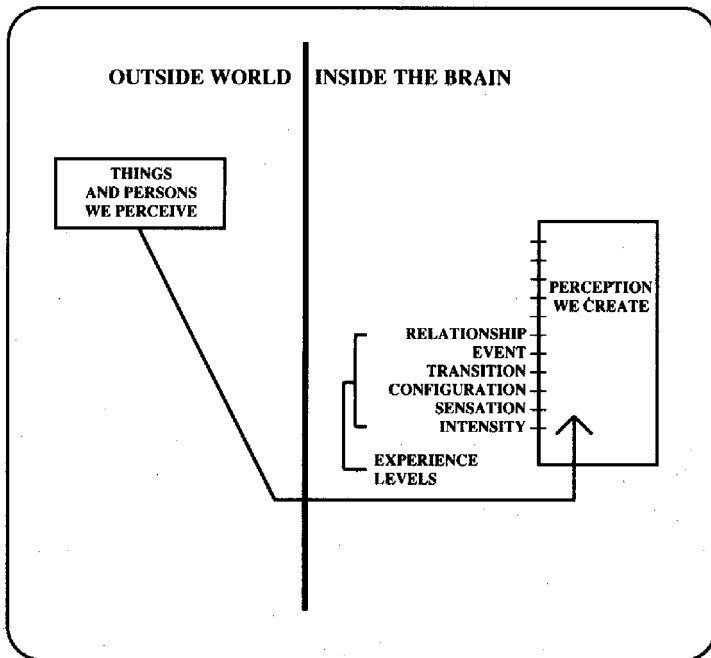 OUTSIDE WORLD INSIDE THE BRAIN
THINGS
AND PERSONS
WE PERCEIVE
PERCEPTION
WE CREATE
RELATIONSHIP
EVENT
TRANSITION
CONFIGURATION
SENSATION
INTENSITY
EXPERIENCE
LEVELS